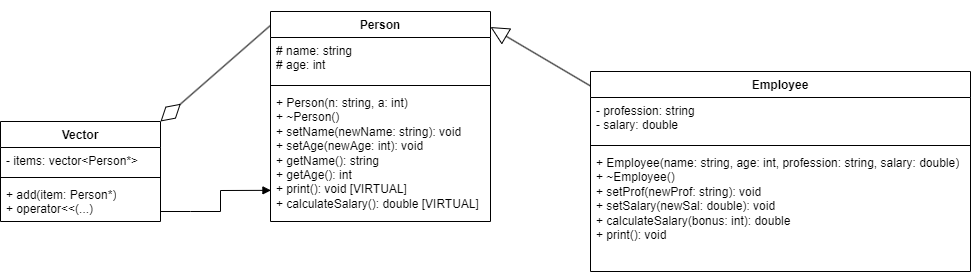 Person
# name: string
# age: int
+ Person(n: string, a: int)
+ ~Person()
+ setName(newName: string): void
+ setAge(newAge: int): void
+ getName(): string
+ getAge(): int
+ print(): void [VIRTUAL]
+ calculateSalary(): double [VIRTUAL]
Vector
- items: vector<Person*>
+ add(item: Person*)
+ operator<<(...)
Employee
- profession: string
- salary: double
+ Employee(name: string, age: int, profession: string, salary: double)
+ ~Employee()
+ setProf(newProf: string): void
+ setSalary(newSal: double): void
+ calculateSalary(bonus: int): double
+ print(): void